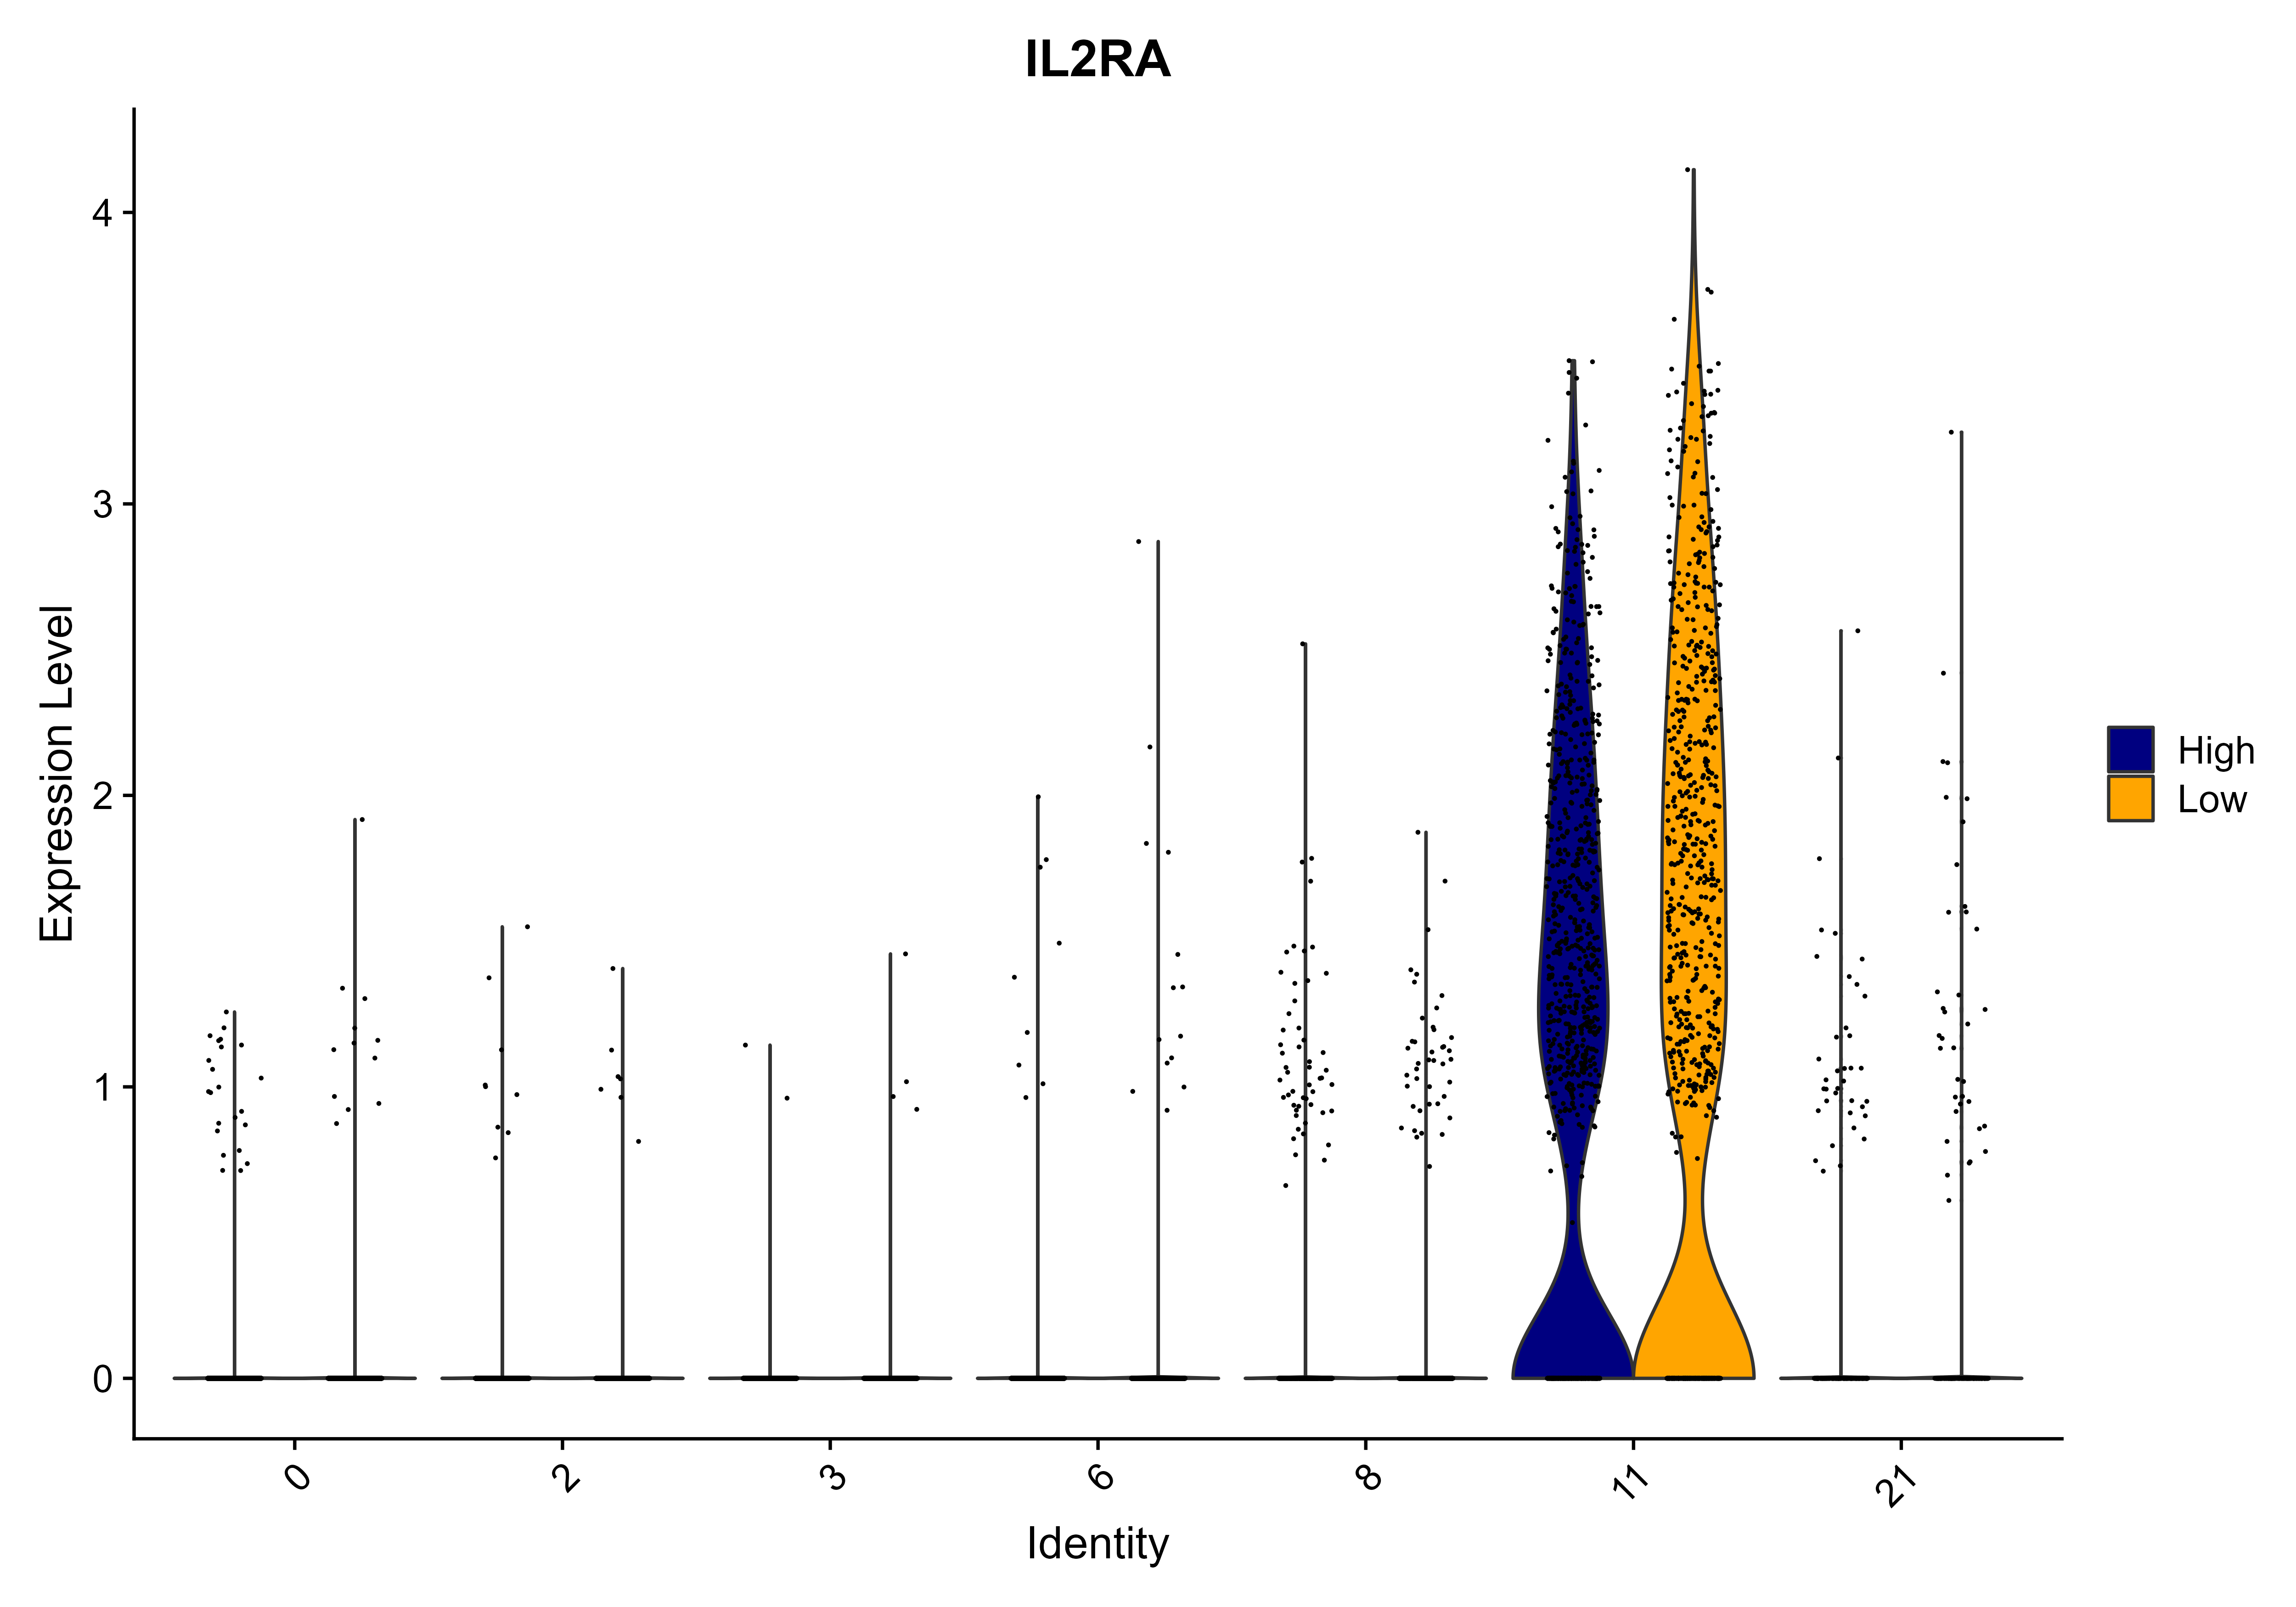 IL2RA
Expression Level
4
3
2
1
0
0 2 3 6 8 11 21
Identity
High
Low